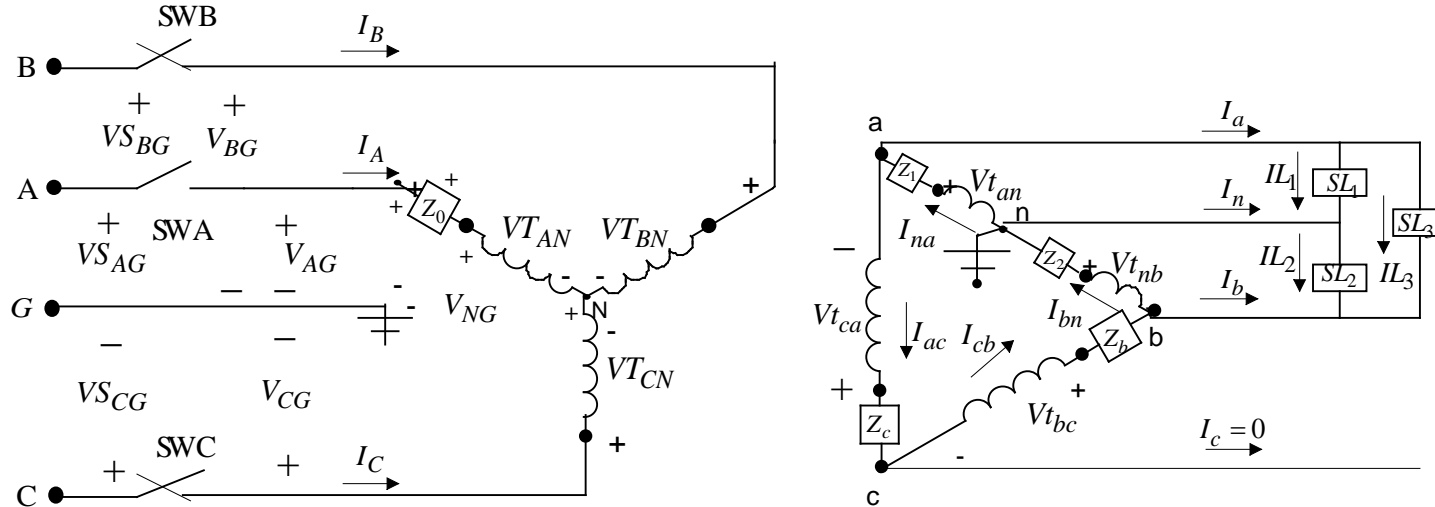 SWB
I_B
B
+ +
VS_BG V_BG
I_A
A
+ + +
Z_0
+
VT_AN VT_BN
+
+ SWA +
VS_AG V_AG
+
- -
V_NG
G
- - - -
-
+ N
- -
-
VT_CN
VS_CG V_CG
SWC
+ + I_C
+
C
a
I_a
Z_1
+ Vt_an
IL_1 SL_1
n
I_n
I_na
SL_3
-
Z_2 + Vt_nb
IL_2 SL_2 IL_3
I_b
Vt_ca
I_ac I_cb I_bn
Z_b
b
+
+
Z_c
Vt_bc
-
I_c = 0
c